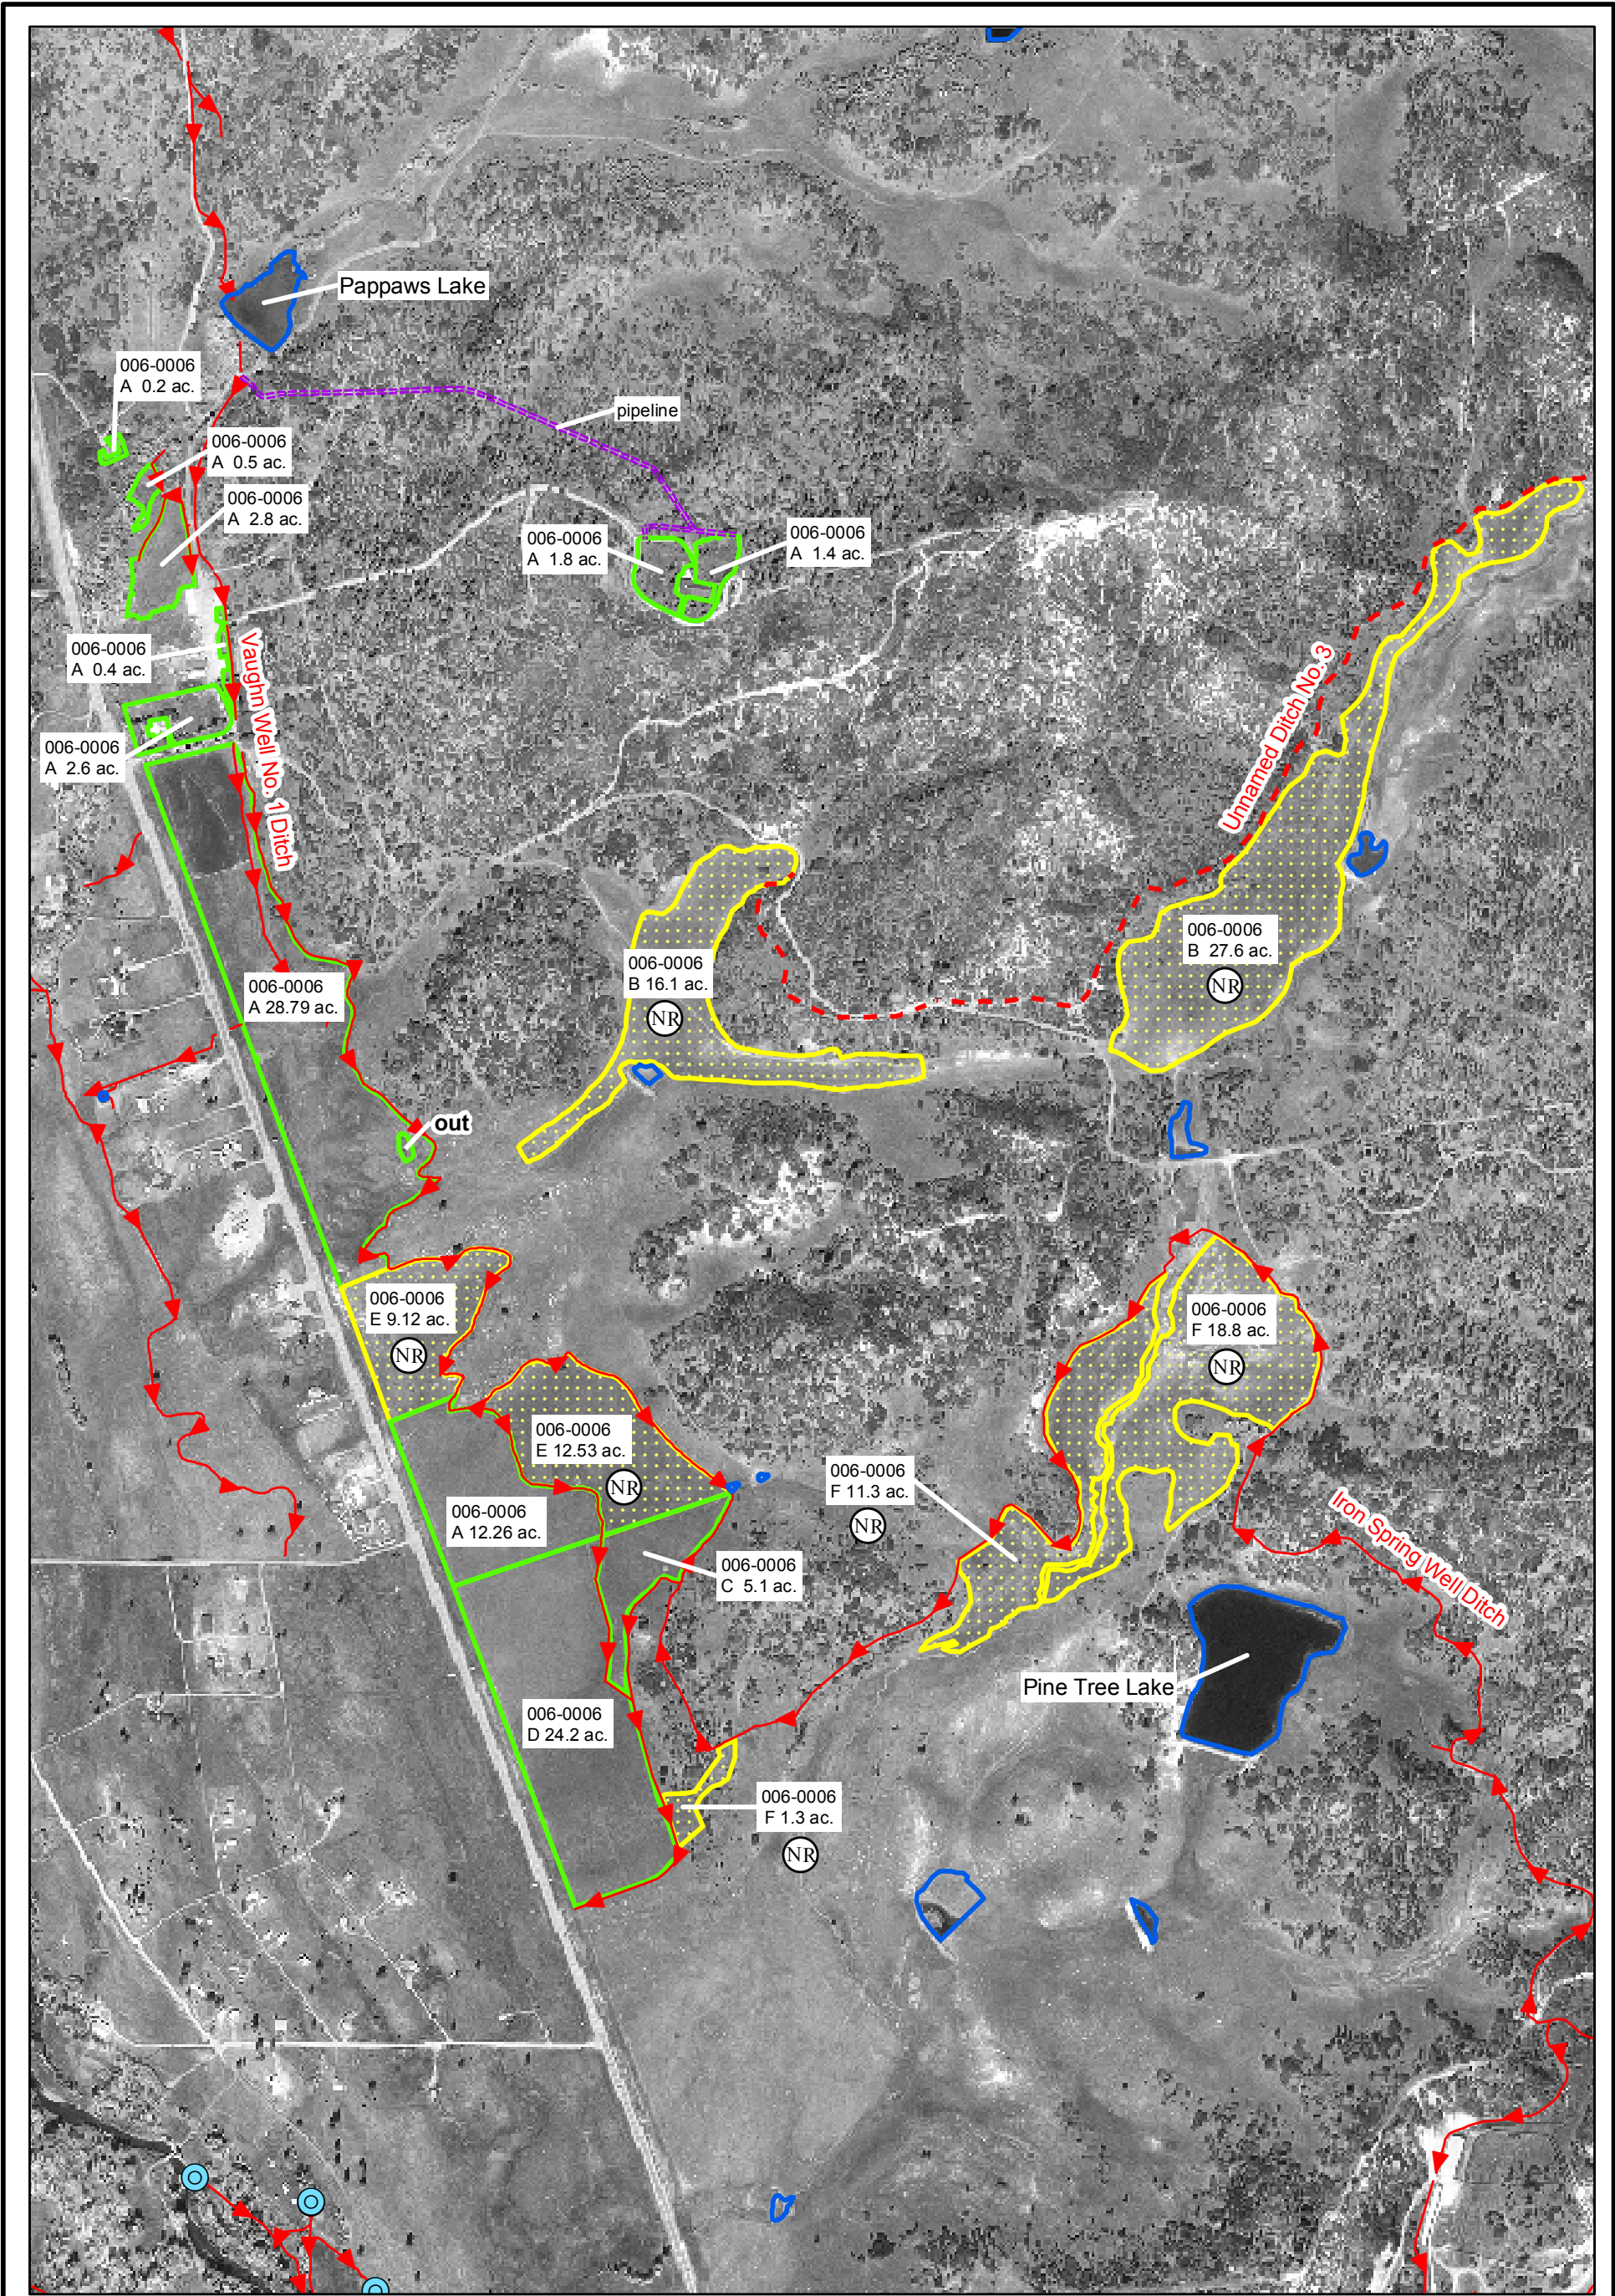 Pappaws Lake
006-0006
A 0.2 ac.
pipeline
006-0006
A 0.5 ac.
006-0006
A 2.8 ac.
006-0006
A 1.8 ac.
006-0006
A 1.4 ac.
006-0006
A 0.4 ac.
Vaughn Well No. 1 Ditch
Unnamed Ditch No. 3
006-0006
A 2.6 ac.
006-0006
B 27.6 ac.
NR
006-0006
B 16.1 ac.
NR
006-0006
A 28.79 ac.
out
006-0006
E 9.12 ac.
NR
006-0006
F 18.8 ac.
NR
006-0006
E 12.53 ac.
NR
006-0006
F 11.3 ac.
NR
006-0006
A 12.26 ac.
Iron Spring Well Ditch
006-0006
C 5.1 ac.
Pine Tree Lake
006-0006
D 24.2 ac.
006-0006
F 1.3 ac.
NR